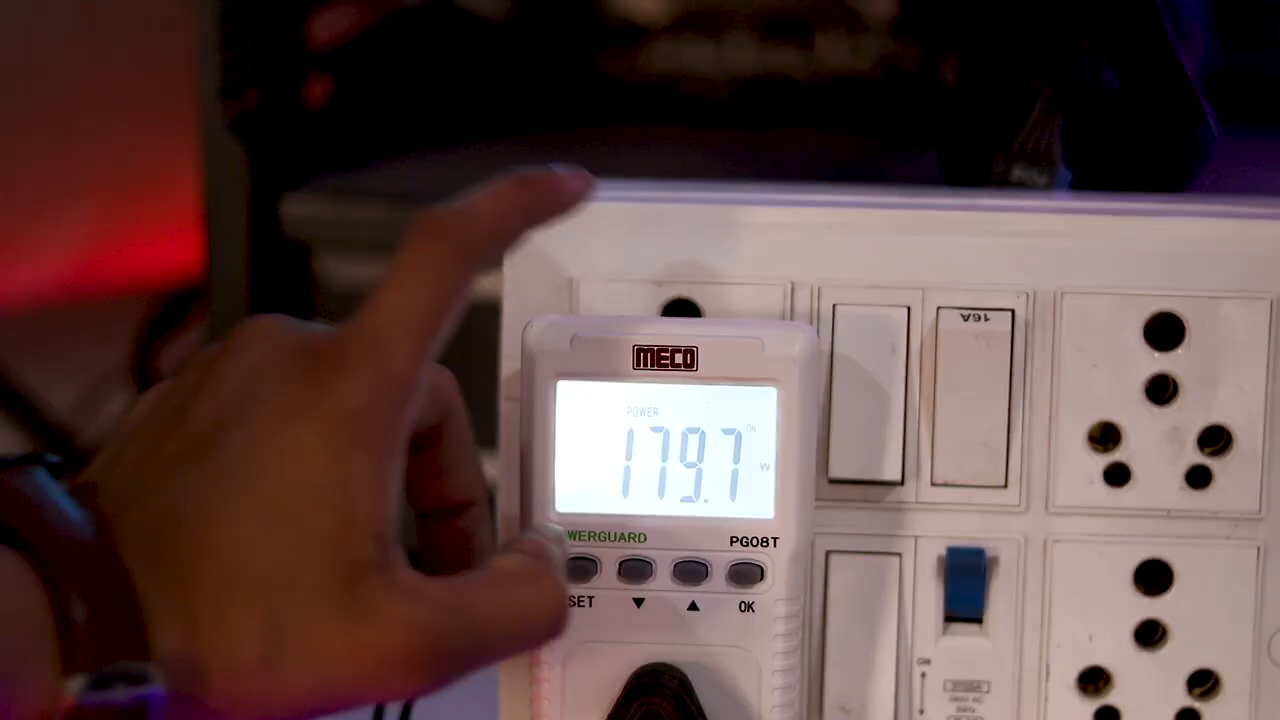 16A
MECO
POWER
ON
179.7
W
WERGUARD
PG08T
SET ▼ ▲ OK